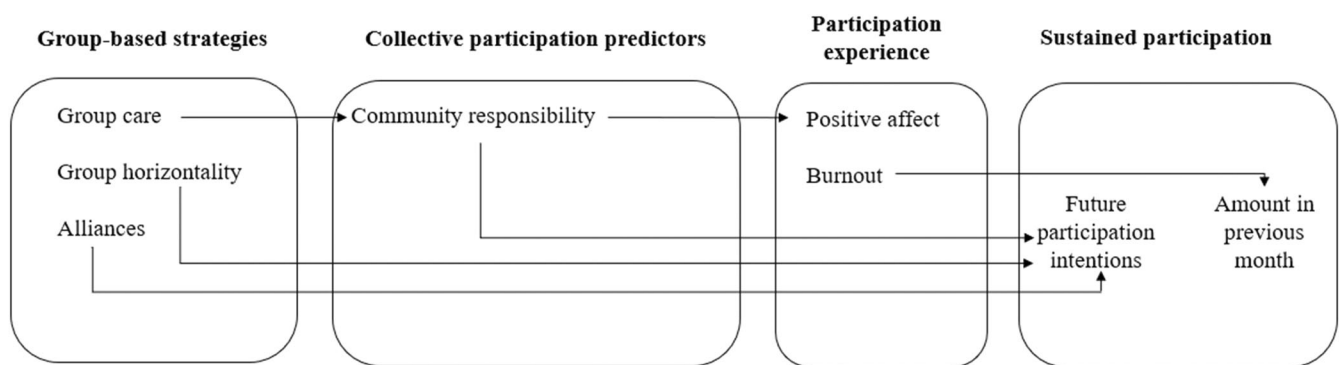 Group-based strategies
Collective participation predictors
Participation
experience
Sustained participation
Group care
Group horizontality
Alliances
Community responsibility
Positive affect
Burnout
Future
participation
intentions
Amount in
previous
month